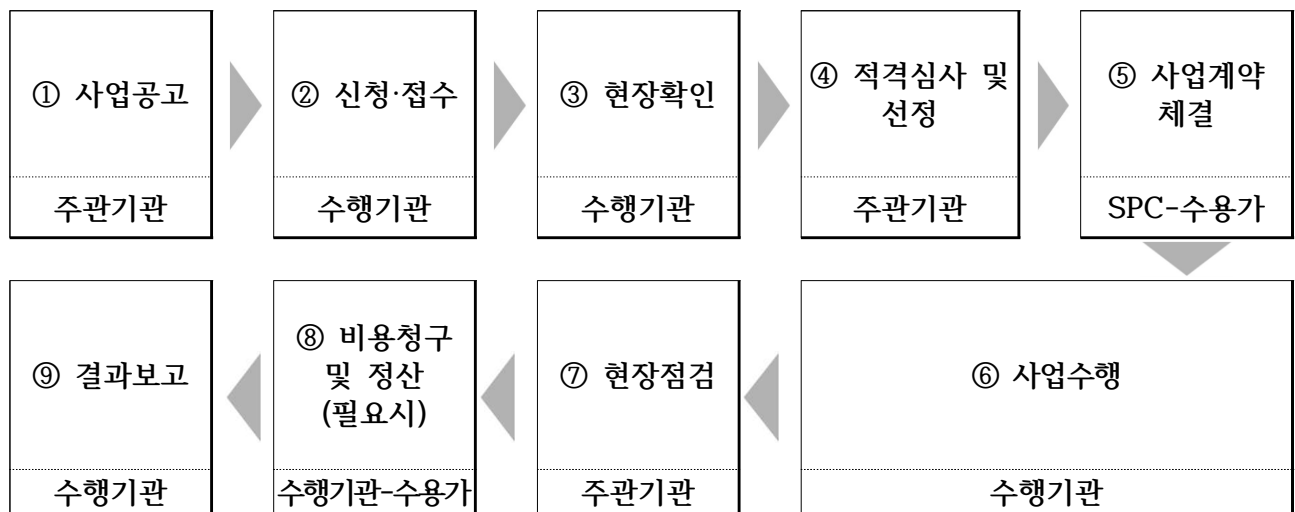 ① 사업공고
주관기관
② 신청·접수
수행기관
③ 현장확인
수행기관
④ 적격심사 및
선정
주관기관
⑤ 사업계약
체결
SPC-수용가
⑥ 사업수행
수행기관
⑦ 현장점검
주관기관
⑧ 비용청구
및 정산
(필요시)
수행기관-수용가
⑨ 결과보고
수행기관